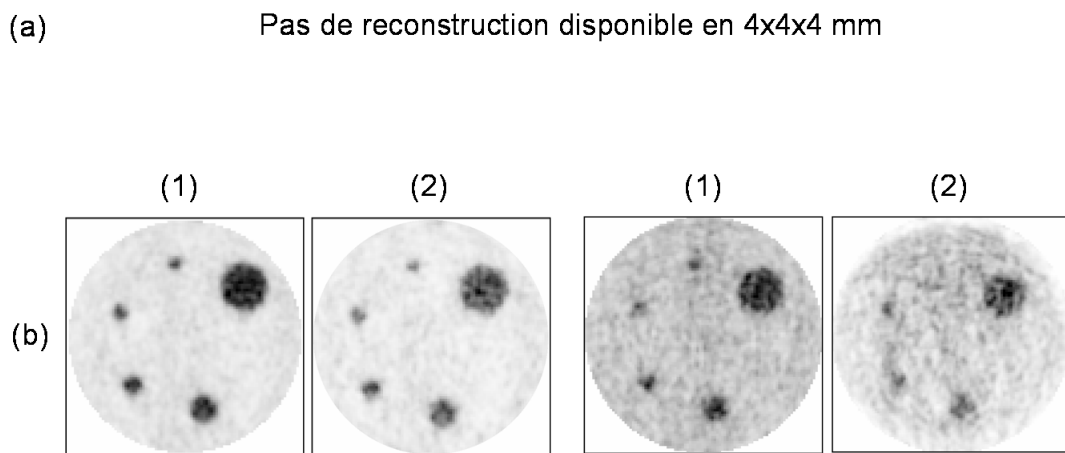 (a) Pas de reconstruction disponible en 4x4x4 mm
(1) (2) (1) (2)
(b)